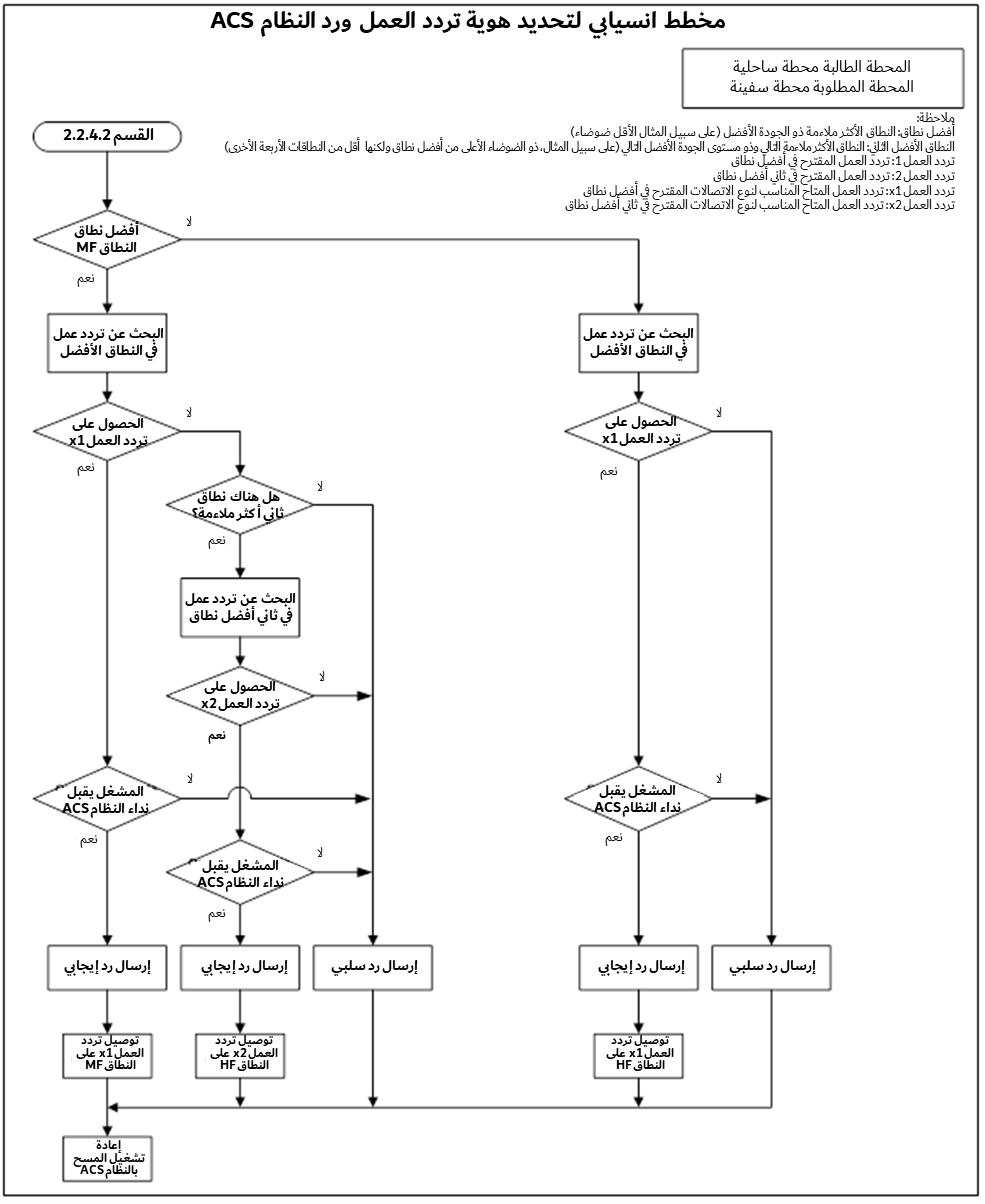 مخطط انسيابي لتحديد هوية تردد العمل ورد النظام ACS
المحطة الطالبة محطة ساحلية
المحطة المطلوبة محطة سفينة
ملاحظة:
أفضل نطاق: النطاق الأكثر ملاءمة ذو الجودة الأفضل (على سبيل المثال الأقل ضوضاء)
النطاق الأفضل الثاني: النطاق الأكثر ملاءمة التالي وذو مستوى الجودة الأفضل التالي (على سبيل المثال، ذو الضوضاء الأعلى من أفضل نطاق ولكنها أقل من النطاقات الأربعة الأخرى)
تردد العمل 1: تردد العمل المقترح في أفضل نطاق
تردد العمل 2: تردد العمل المقترح في ثاني أفضل نطاق
تردد العمل x1: تردد العمل المتاح المناسب لنوع الاتصالات المقترح في أفضل نطاق
تردد العمل x2: تردد العمل المتاح المناسب لنوع الاتصالات المقترح في ثاني أفضل نطاق
القسم 2.2.4.2
أفضل نطاق
النطاق MF
لا
نعم
البحث عن تردد عمل
في النطاق الأفضل
البحث عن تردد عمل
في النطاق الأفضل
الحصول على
تردد العمل x1
لا
نعم
الحصول على
تردد العمل x1
لا
نعم
هل هناك نطاق
ثاني أكثر ملاءمة؟
لا
نعم
البحث عن تردد عمل
في ثاني أفضل نطاق
الحصول على
تردد العمل x2
لا
نعم
المشغل يقبل
نداء النظام ACS
لا
نعم
المشغل يقبل
نداء النظام ACS
لا
نعم
المشغل يقبل
نداء النظام ACS
لا
نعم
إرسال رد إيجابي
إرسال رد إيجابي
إرسال رد سلبي
إرسال رد إيجابي
إرسال رد سلبي
توصيل تردد
العمل x1 على
النطاق MF
توصيل تردد
العمل x2 على
النطاق HF
توصيل تردد
العمل x1 على
النطاق HF
إعادة
تشغيل المسح
بالنظام ACS